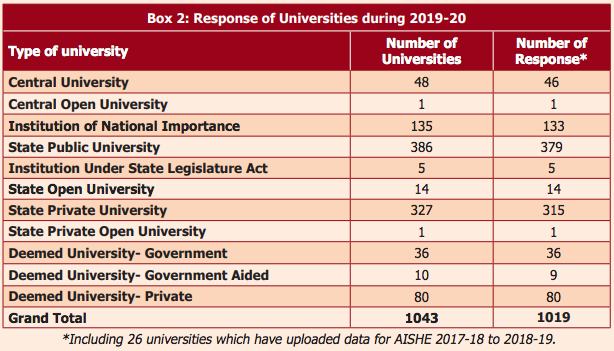 Box 2: Response of Universities during 2019-20
Type of university Number of Universities Number of Response*
Central University 48 46
Central Open University 1 1
Institution of National Importance 135 133
State Public University 386 379
Institution Under State Legislature Act 5 5
State Open University 14 14
State Private University 327 315
State Private Open University 1 1
Deemed University- Government 36 36
Deemed University- Government Aided 10 9
Deemed University- Private 80 80
Grand Total 1043 1019
*Including 26 universities which have uploaded data for AISHE 2017-18 to 2018-19.